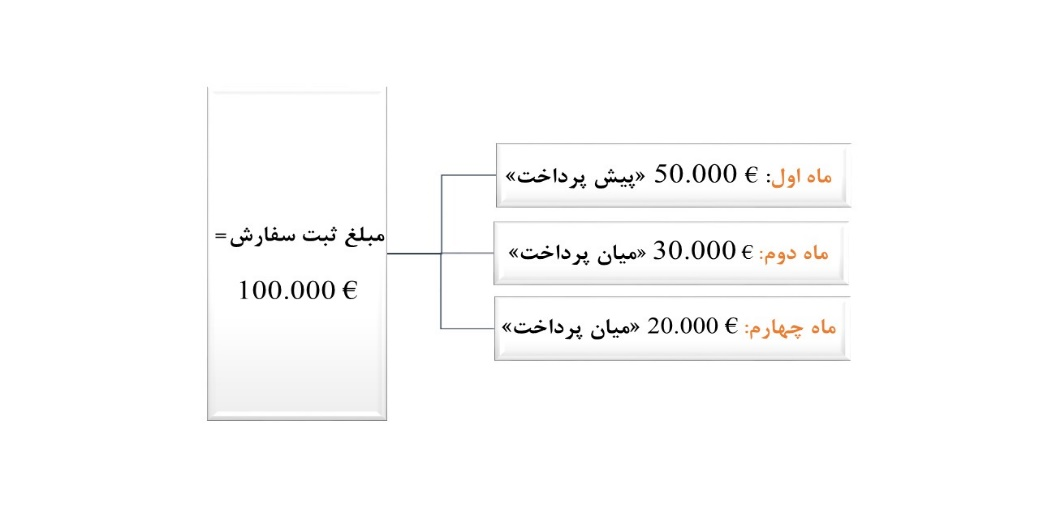 مبلغ ثبت سفارش=
100.000 €
ماه اول: € 50.000 «پیش پرداخت»
ماه دوم: € 30.000 «میان پرداخت»
ماه چهارم: € 20.000 «میان پرداخت»